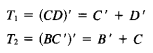 T₁ = (CD)' = C' + D'
T₂ = (BC')' = B' + C